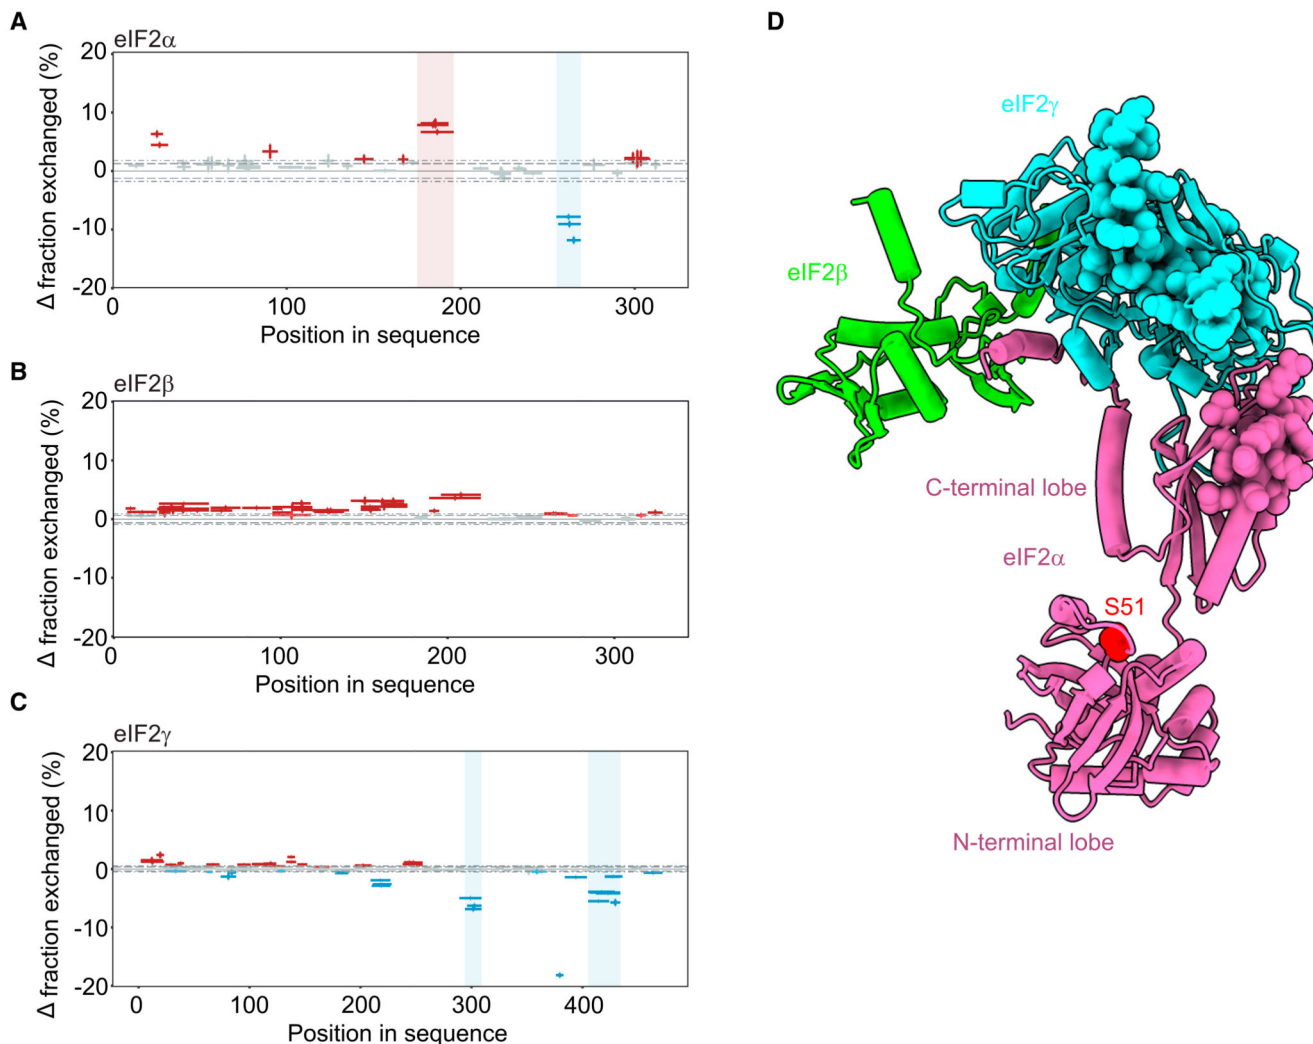 A
eIF2α
Δ fraction exchanged (%)
20
10
0
-10
-20
0
100
200
300
Position in sequence
B
eIF2β
Δ fraction exchanged (%)
20
10
0
-10
-20
0
100
200
300
Position in sequence
C
eIF2γ
Δ fraction exchanged (%)
20
10
0
-10
-20
0
100
200
300
400
Position in sequence
D
eIF2γ
eIF2β
C-terminal lobe
eIF2α
S51
N-terminal lobe